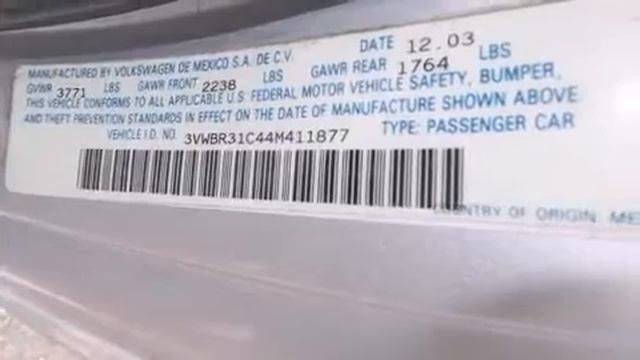 MANUFACTURED BY VOLKSWAGEN DE MEXICO S.A. DE C.V. DATE 12.03
GVWR 3771 LBS GAWR FRONT 2238 LBS GAWR REAR 1764 LBS
THIS VEHICLE CONFORMS TO ALL APPLICABLE U.S. FEDERAL MOTOR VEHICLE SAFETY, BUMPER,
AND THEFT PREVENTION STANDARDS IN EFFECT ON THE DATE OF MANUFACTURE SHOWN ABOVE
VEHICLE I.D. NO. 3VWBR31C44M411877 TYPE: PASSENGER CAR
COUNTRY OF ORIGIN